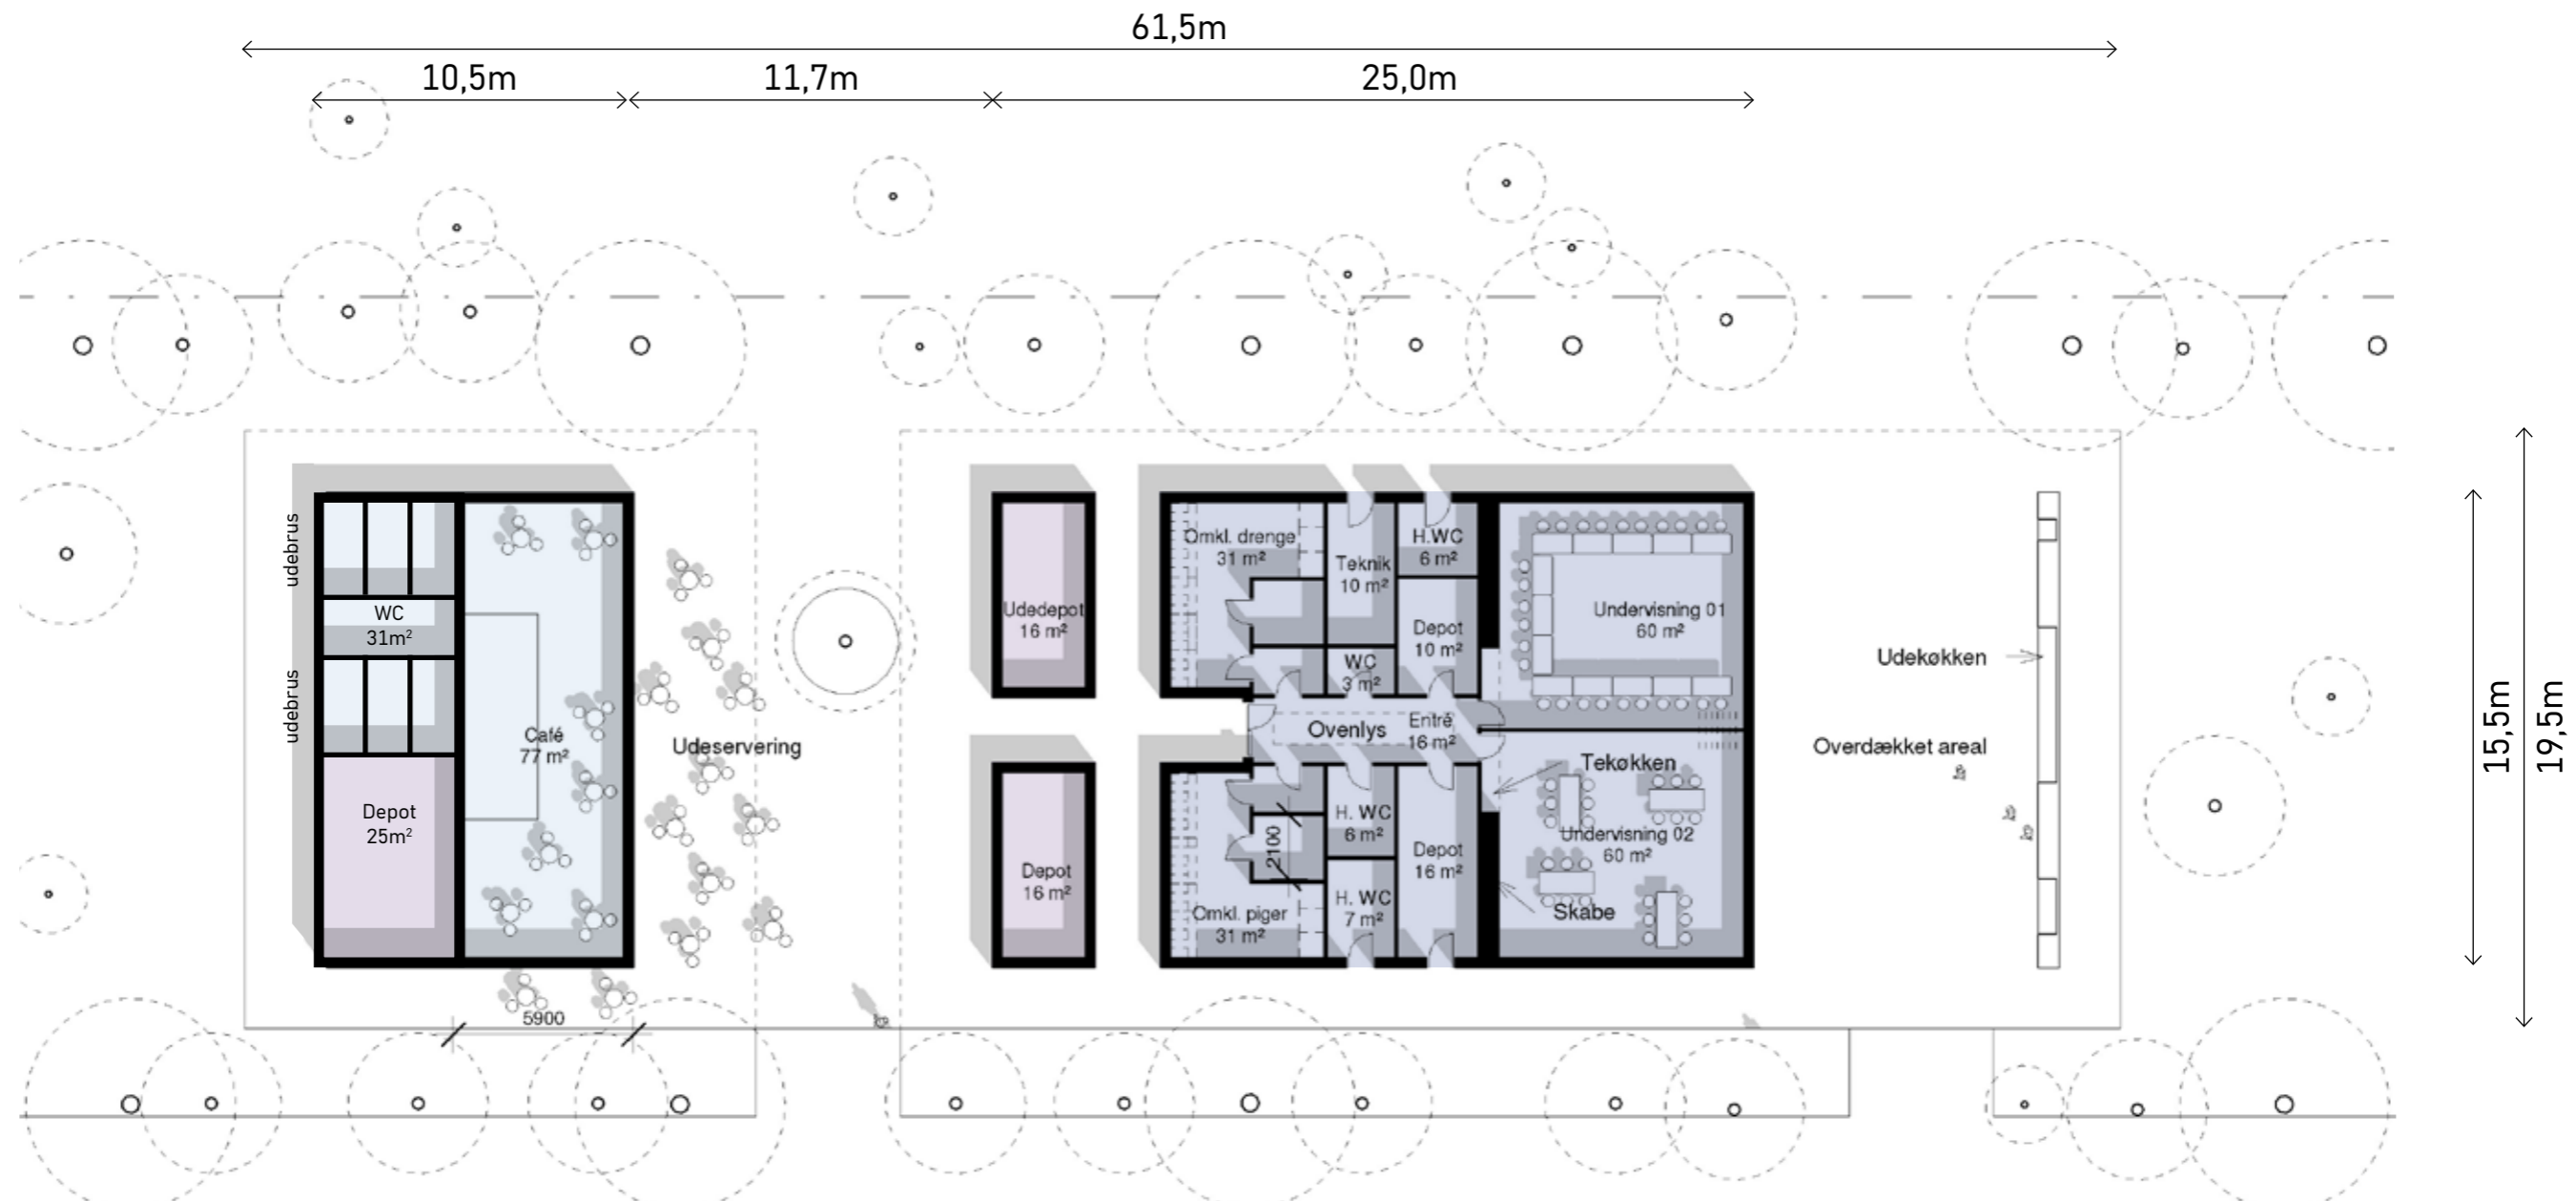 61,5m
10,5m
11,7m
25,0m
udebrus
udebrus
WC
31m²
Depot
25m²
Café
77 m²
Udeservering
5900
Udedepot
16 m²
Depot
16 m²
Omkl. drenge
31 m²
Teknik
10 m²
H.WC
6 m²
WC
3 m²
Depot
10 m²
Ovenlys
Entré
16 m²
2100
H. WC
6 m²
H. WC
7 m²
Depot
16 m²
Omkl. piger
31 m²
Undervisning 01
60 m²
Tekøkken
Undervisning 02
60 m²
Skabe
Udekøkken
Overdækket areal
15,5m
19,5m